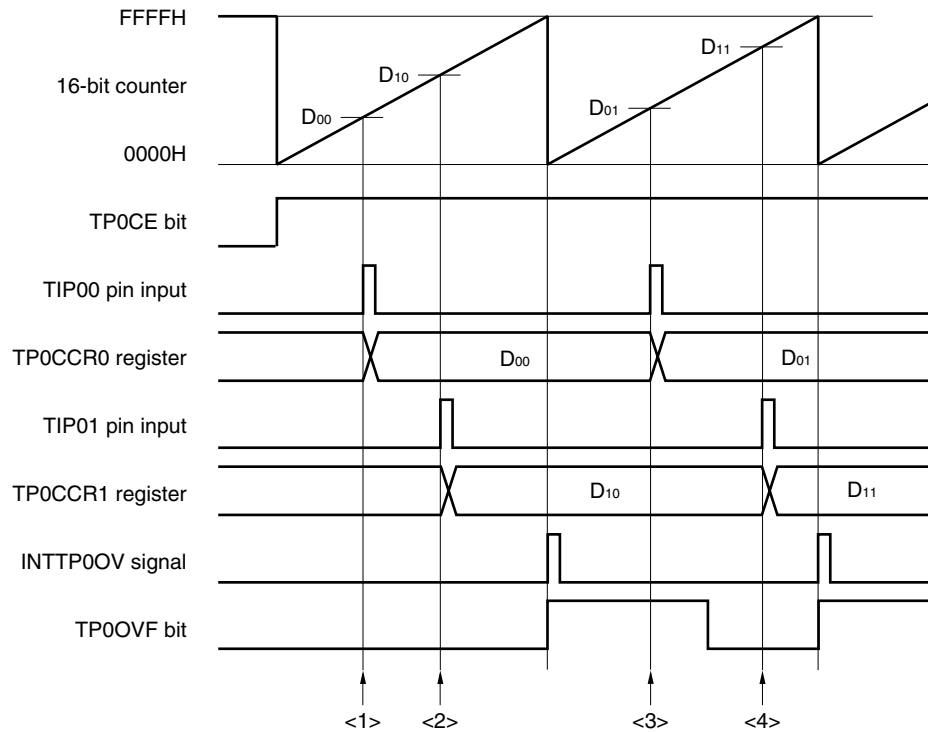 FFFFH
D11
D10
16-bit counter
D01
D00
0000H
TP0CE bit
TIP00 pin input
TP0CCR0 register
D00
D01
TIP01 pin input
TP0CCR1 register
D10
D11
INTTP0OV signal
TP0OVF bit
<1> <2> <3> <4>